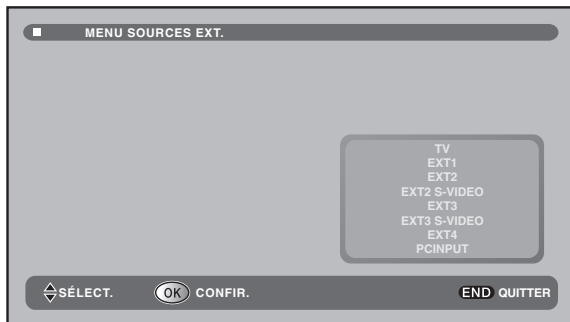 MENU SOURCES EXT.
TV
EXT1
EXT2
EXT2 S-VIDEO
EXT3
EXT3 S-VIDEO
EXT4
PCINPUT
SÉLECT. OK CONFIR. END QUITTER